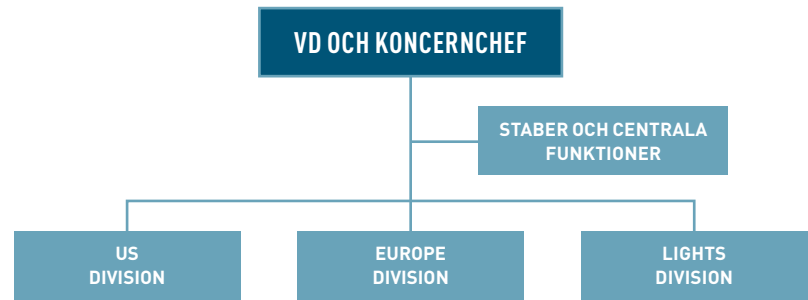 VD OCH KONCERNCHEF
STABER OCH CENTRALA
FUNKTIONER
US
DIVISION
EUROPE
DIVISION
LIGHTS
DIVISION